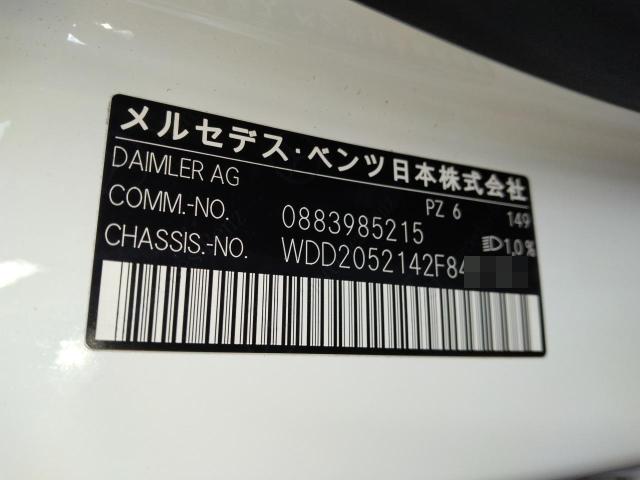 メルセデス・ベンツ日本株式会社
DAIMLER AG
COMM.-NO. 0883985215 PZ 6 149
CHASSIS.-NO. WDD2052142F84 1.0%